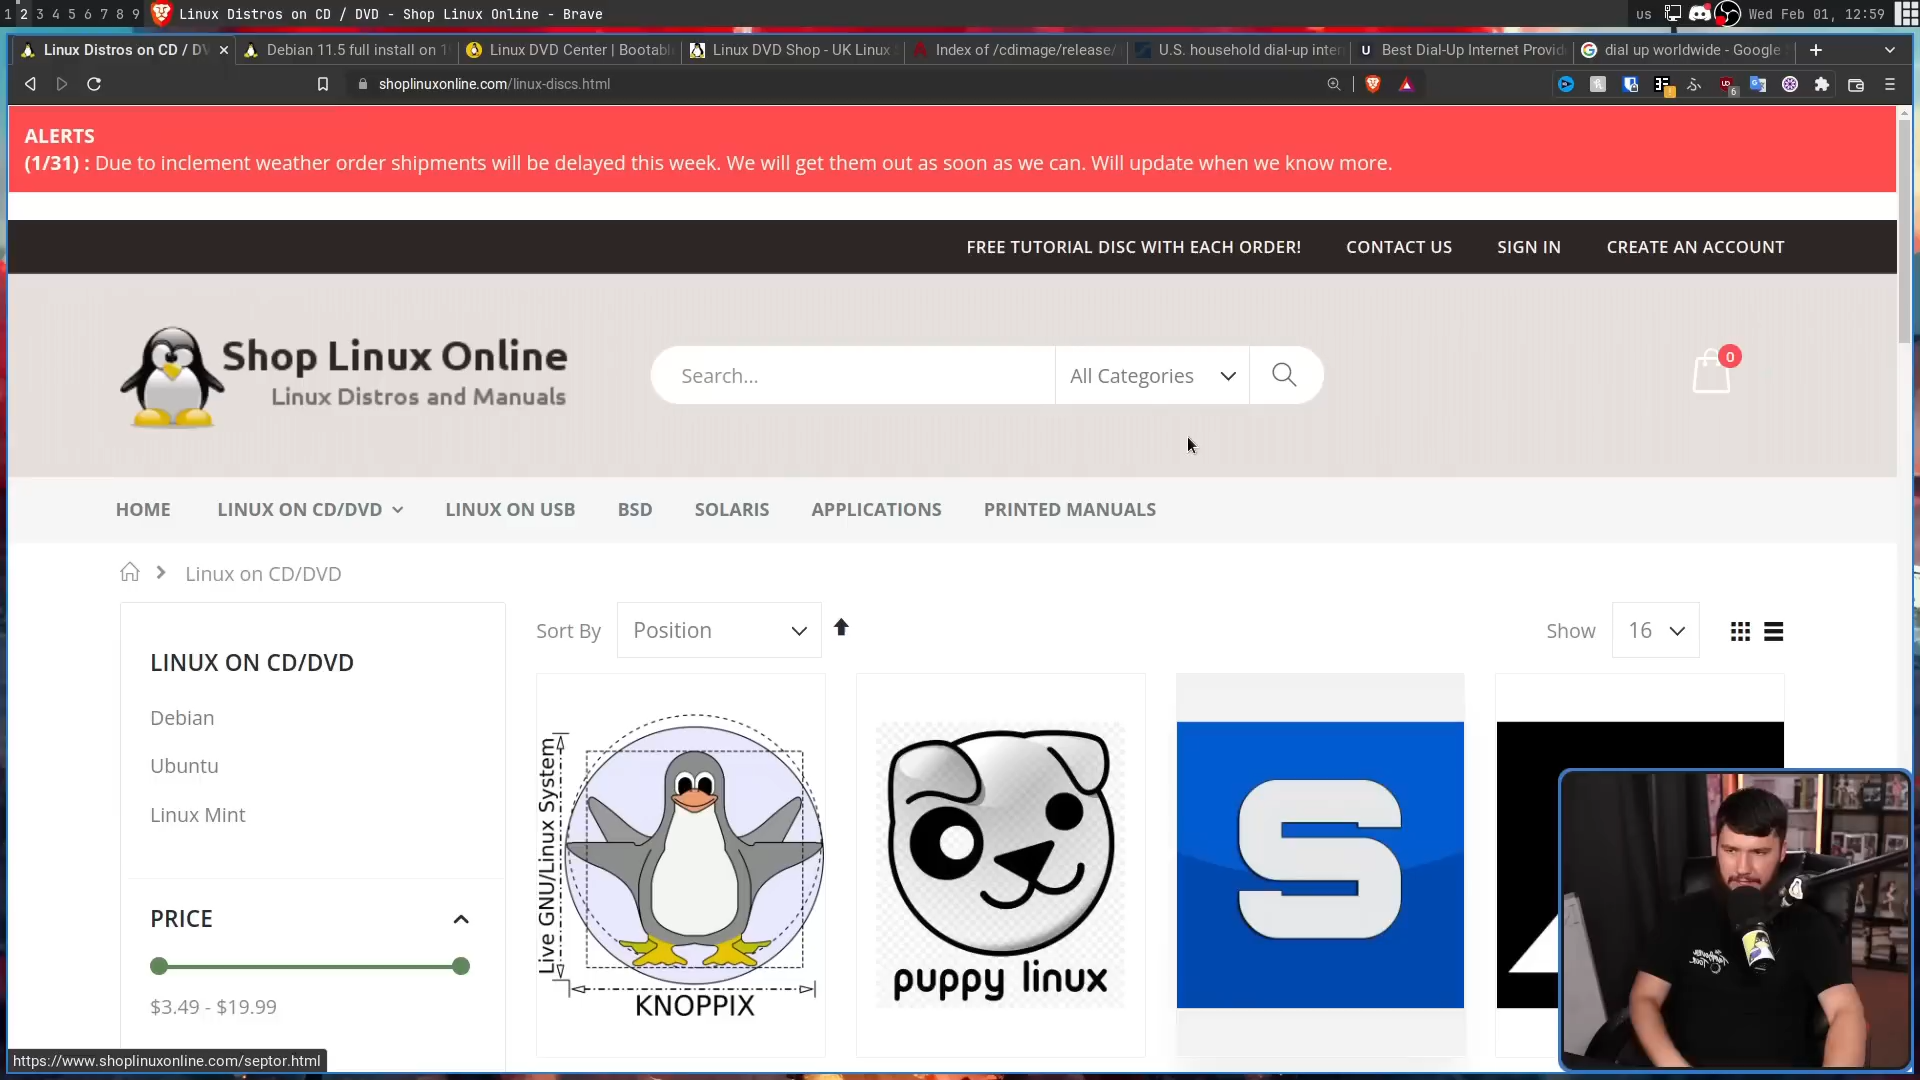 1 2 3 4 5 6 7 8 9 Linux Distros on CD / DVD - Shop Linux Online - Brave us Wed Feb 01, 12:59
Linux Distros on CD / DV Debian 11.5 full install on 1 Linux DVD Center | Bootab Linux DVD Shop - UK Linux Index of /cdimage/release/ U.S. household dial-up inter Best Dial-Up Internet Provid dial up worldwide - Google
shoplinuxonline.com/linux-discs.html
ALERTS
(1/31) : Due to inclement weather order shipments will be delayed this week. We will get them out as soon as we can. Will update when we know more.
FREE TUTORIAL DISC WITH EACH ORDER! CONTACT US SIGN IN CREATE AN ACCOUNT
Shop Linux Online
Linux Distros and Manuals
Search... All Categories 0
HOME LINUX ON CD/DVD LINUX ON USB BSD SOLARIS APPLICATIONS PRINTED MANUALS
Linux on CD/DVD
Sort By Position Show 16
LINUX ON CD/DVD
Debian
Ubuntu
Linux Mint
PRICE
$3.49 - $19.99
Live GNU/Linux System
KNOPPIX
puppy linux
S
https://www.shoplinuxonline.com/septor.html